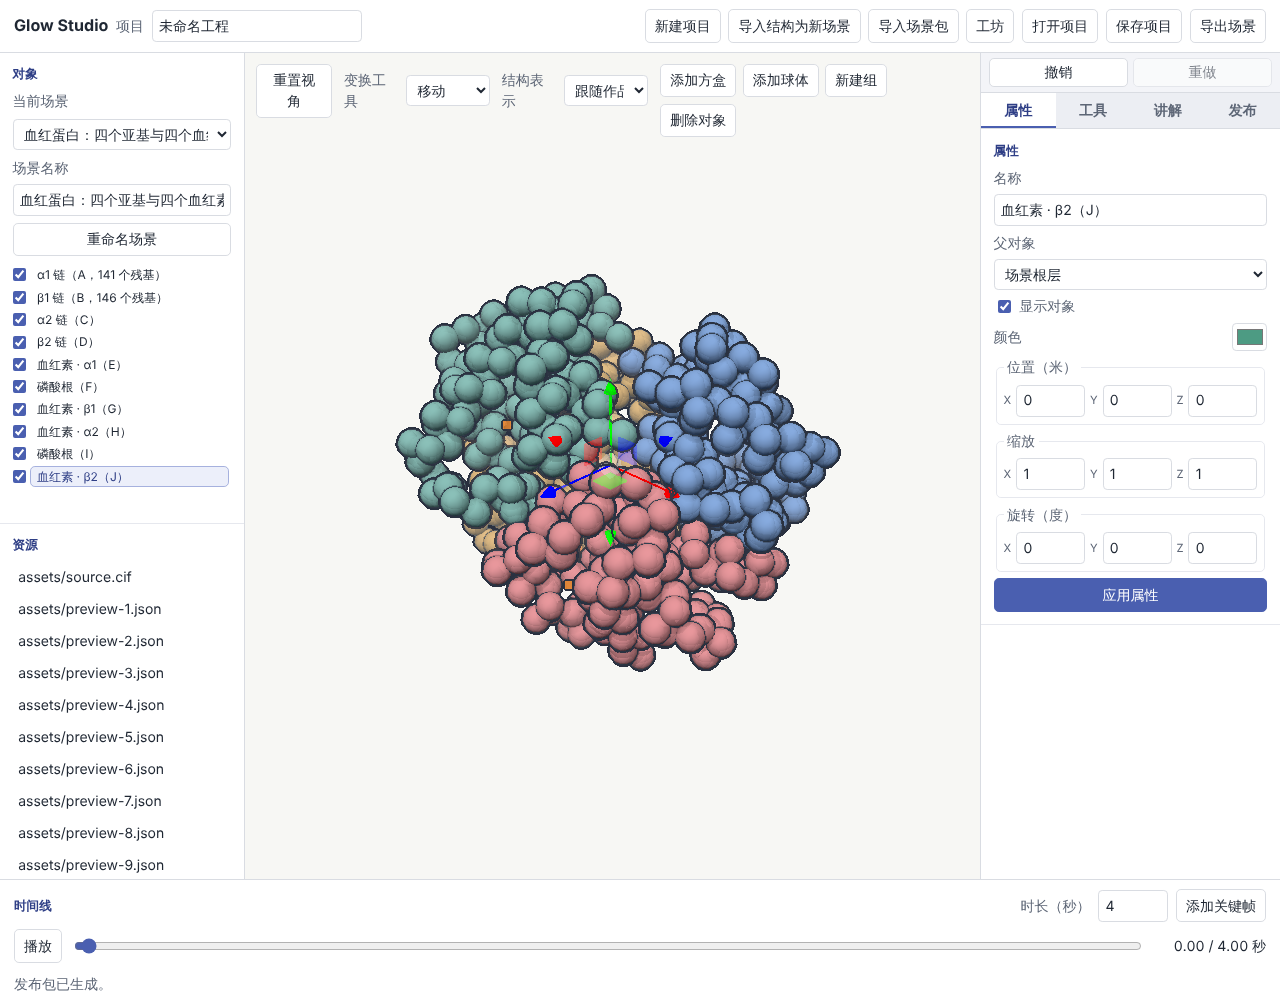 Glow Studio 项目 未命名工程 新建项目 导入结构为新场景 导入场景包 工坊 打开项目 保存项目 导出场景
对象
当前场景
血红蛋白：四个亚基与四个血
场景名称
血红蛋白：四个亚基与四个血红素
重命名场景
α1 链（A，141 个残基）
β1 链（B，146 个残基）
α2 链（C）
β2 链（D）
血红素 · α1（E）
磷酸根（F）
血红素 · β1（G）
血红素 · α2（H）
磷酸根（I）
血红素 · β2（J）
资源
assets/source.cif
assets/preview-1.json
assets/preview-2.json
assets/preview-3.json
assets/preview-4.json
assets/preview-5.json
assets/preview-6.json
assets/preview-7.json
assets/preview-8.json
assets/preview-9.json
重置视角
变换工具
移动
结构表示
跟随作品
添加方盒 添加球体 新建组
删除对象
撤销 重做
属性 工具 讲解 发布
属性
名称
血红素 · β2（J）
父对象
场景根层
显示对象
颜色
位置（米）
X 0 Y 0 Z 0
缩放
X 1 Y 1 Z 1
旋转（度）
X 0 Y 0 Z 0
应用属性
时间线 时长（秒） 4 添加关键帧
播放 0.00 / 4.00 秒
发布包已生成。